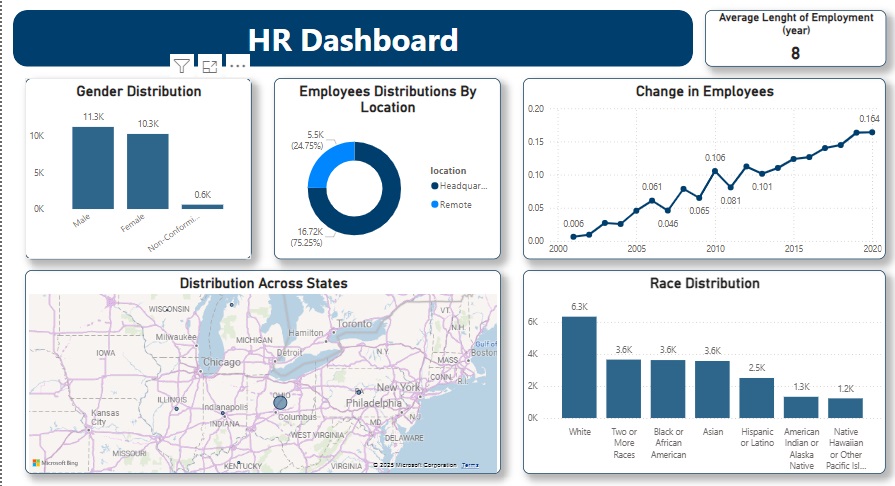 HR Dashboard
Average Lenght of Employment
(year)
8
Gender Distribution
11.3K
10.3K
0.6K
10K
5K
0K
Male
Female
Non-Conformi...
Employees Distributions By
Location
5.5K
(24.75%)
16.72K
(75.25%)
location
Headquar...
Remote
Change in Employees
0.20
0.15
0.10
0.05
0.00
0.006
0.061
0.046
0.065
0.106
0.081
0.101
0.164
2000
2005
2010
2015
2020
Distribution Across States
WISCONSIN
Milwaukee
MICHIGAN
Hamilton
Toronto
VT.
N.H.
Gulf of
IOWA
Chicago
Detroit
N.Y.
MASS.
Boston
CONN.
R.I.
ILLINOIS
Indianapolis
INDIANA
OHIO
Columbus
PA
New York
Philadelphia
N.J.
Kansas
City
MD.
DELAWARE
WEST VIRGINIA
MISSOURI
KENTUCKY
VIRGINIA
Microsoft Bing
© 2025 Microsoft Corporation Terms
Race Distribution
6K
4K
2K
0K
6.3K
3.6K
3.6K
3.6K
2.5K
1.3K
1.2K
White
Two or
More
Races
Black or
African
American
Asian
Hispanic
or Latino
American
Indian or
Alaska
Native
Native
Hawaiian
or Other
Pacific Isl...